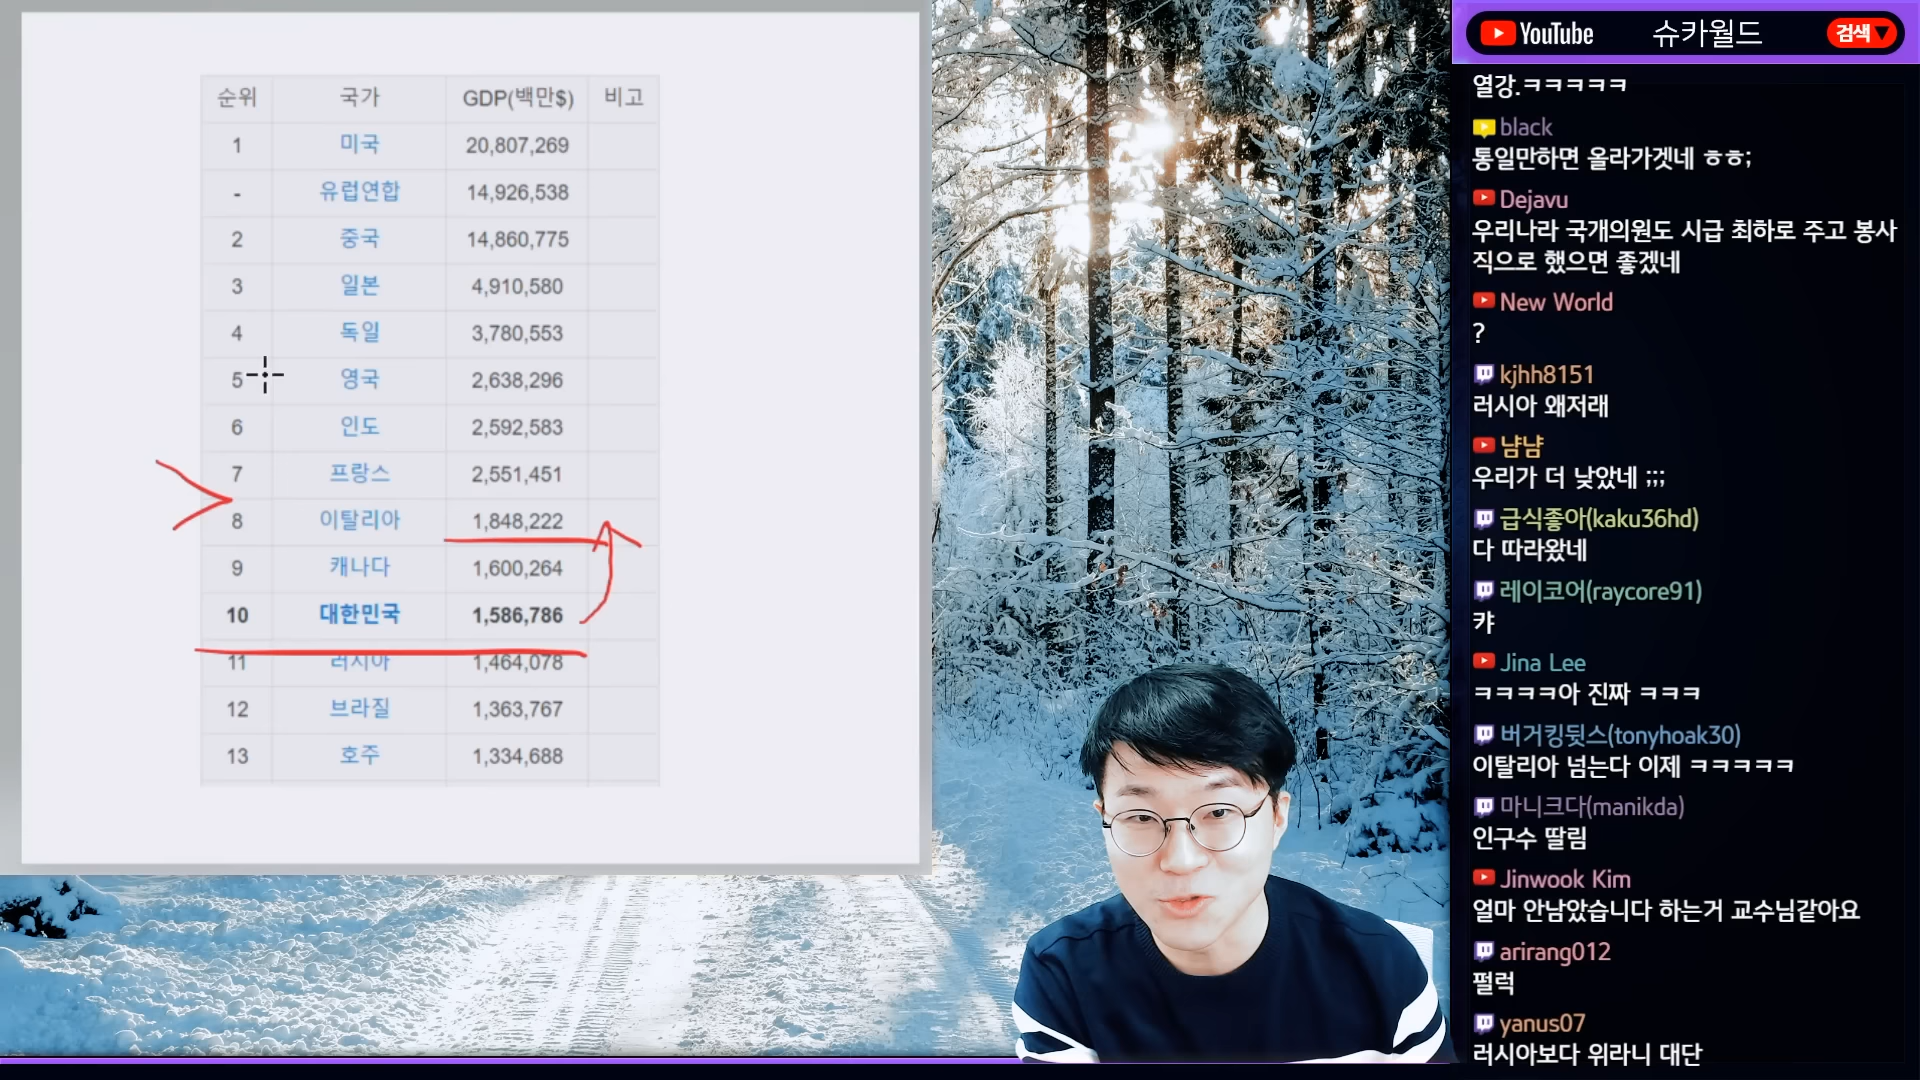 순위 국가 GDP(백만$) 비고
1 미국 20,807,269
- 유럽연합 14,926,538
2 중국 14,860,775
3 일본 4,910,580
4 독일 3,780,553
5 영국 2,638,296
6 인도 2,592,583
7 프랑스 2,551,451
8 이탈리아 1,848,222
9 캐나다 1,600,264
10 대한민국 1,586,786
11 러시아 1,464,078
12 브라질 1,363,767
13 호주 1,334,688
YouTube 슈카월드 검색▼
열강.ㅋㅋㅋㅋㅋ
black
통일만하면 올라가겟네 ㅎㅎ;
Dejavu
우리나라 국개의원도 시급 최하로 주고 봉사
직으로 했으면 좋겠네
New World
?
kjhh8151
러시아 왜저래
냠냠
우리가 더 낮았네 ;;;
급식좋아(kaku36hd)
다 따라왔네
레이코어(raycore91)
캬
Jina Lee
ㅋㅋㅋㅋ아 진짜 ㅋㅋㅋ
버거킹뒷스(tonyhoak30)
이탈리아 넘는다 이제 ㅋㅋㅋㅋㅋ
마니크다(manikda)
인구수 딸림
Jinwook Kim
얼마 안남았습니다 하는거 교수님같아요
arirang012
펄럭
yanus07
러시아보다 위라니 대단